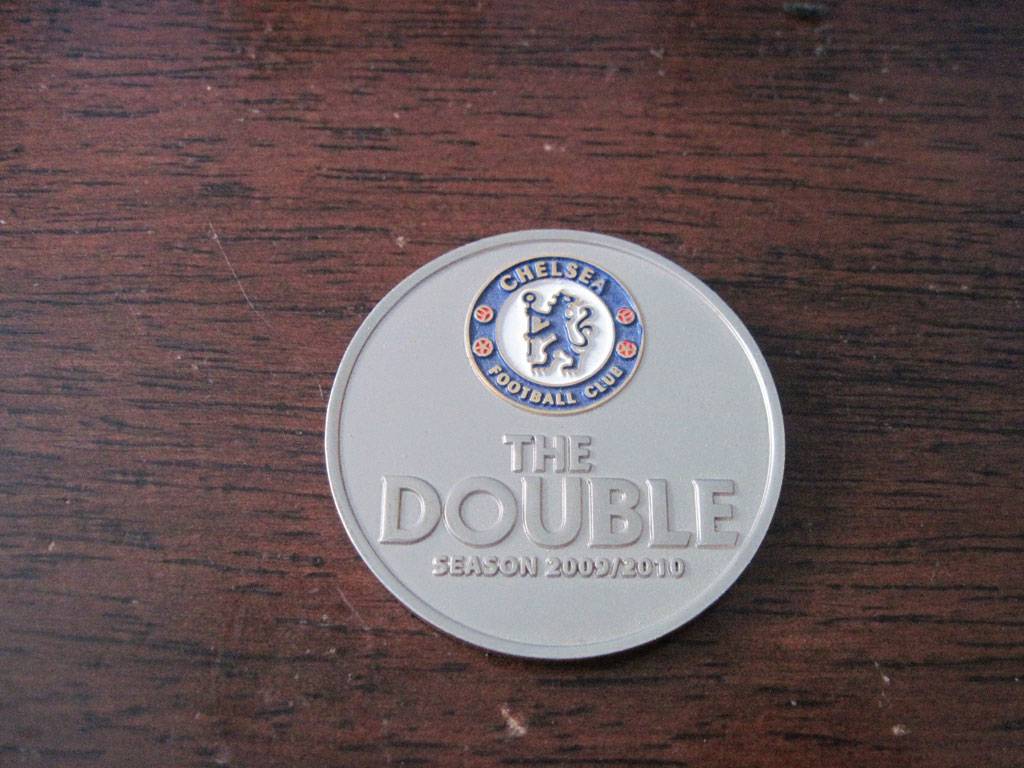 CHELSEA
FOOTBALL CLUB
THE
DOUBLE
SEASON 2009/2010